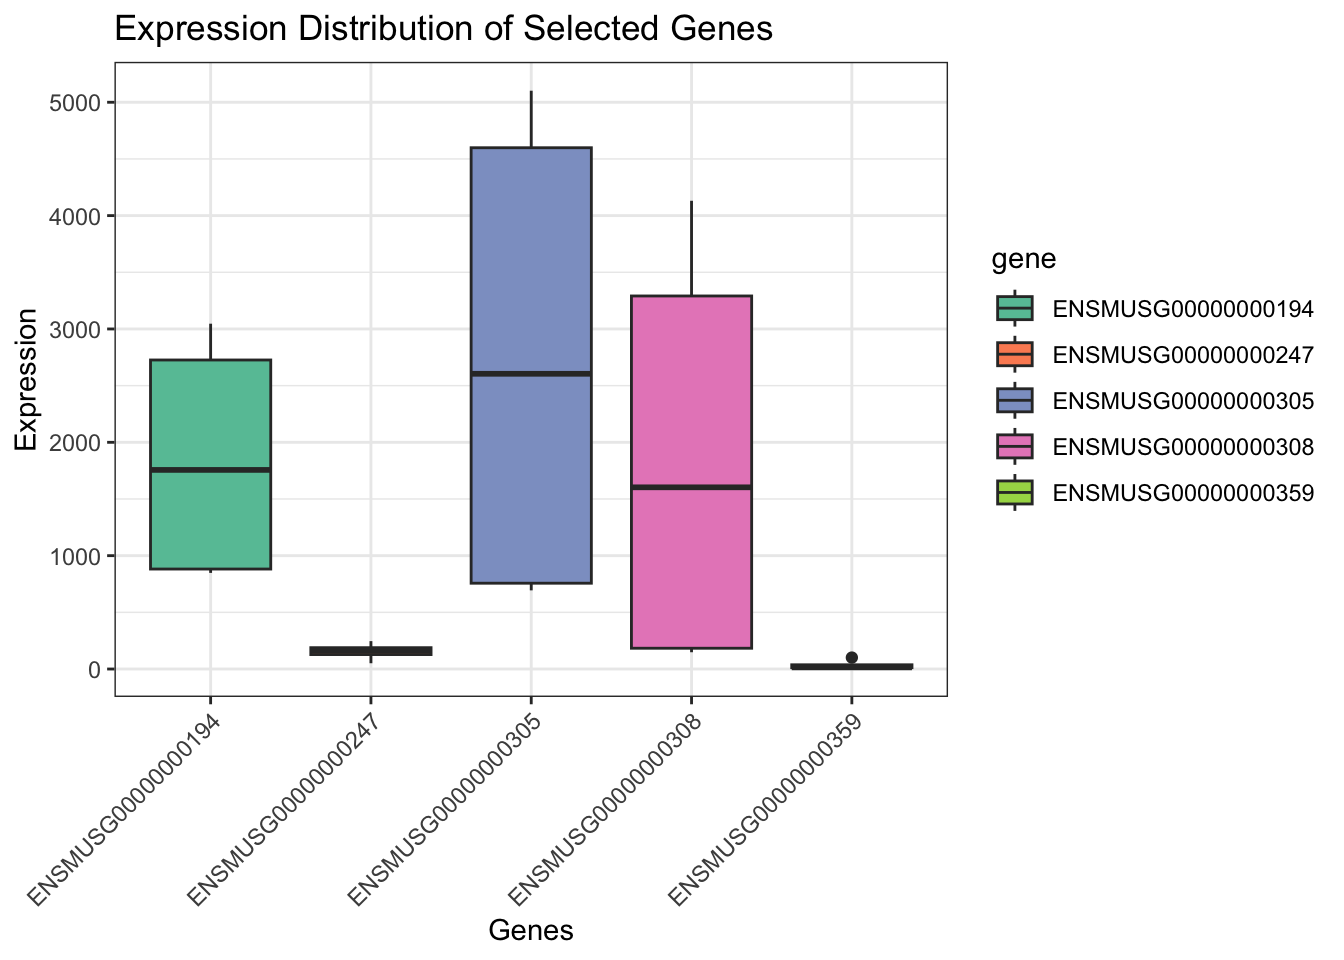 Expression Distribution of Selected Genes
Expression
5000
4000
3000
2000
1000
0
ENSMUSG00000000194
ENSMUSG00000000247
ENSMUSG00000000305
ENSMUSG00000000308
ENSMUSG00000000359
Genes
gene
ENSMUSG00000000194
ENSMUSG00000000247
ENSMUSG00000000305
ENSMUSG00000000308
ENSMUSG00000000359